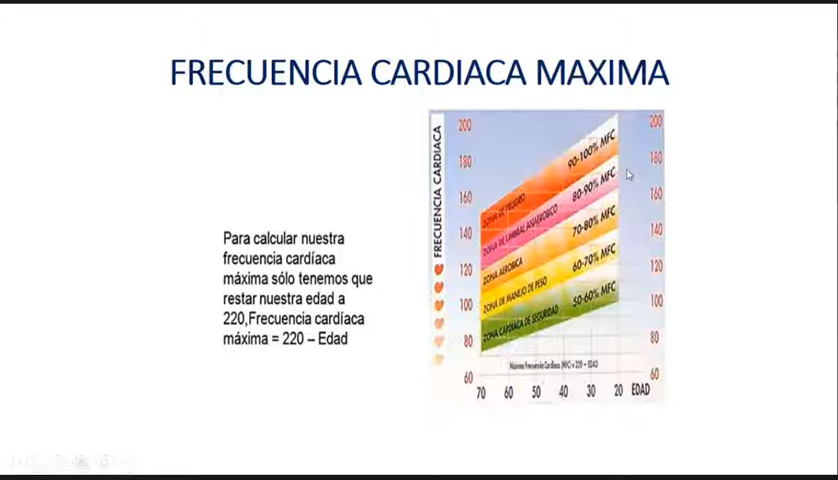 FRECUENCIA CARDIACA MAXIMA
Para calcular nuestra
frecuencia cardíaca
máxima sólo tenemos que
restar nuestra edad a
220,Frecuencia cardíaca
máxima = 220 – Edad
FRECUENCIA CARDIACA
200
180
160
140
120
100
80
60
ZONA DE PELIGRO 90-100% MFC
ZONA DE UMBRAL ANAEROBICO 80-90% MFC
ZONA AEROBICA 70-80% MFC
ZONA DE MANEJO DE PESO 60-70% MFC
ZONA CARDIACA DE SEGURIDAD 50-60% MFC
200
180
160
140
120
100
80
60
70 60 50 40 30 20 EDAD